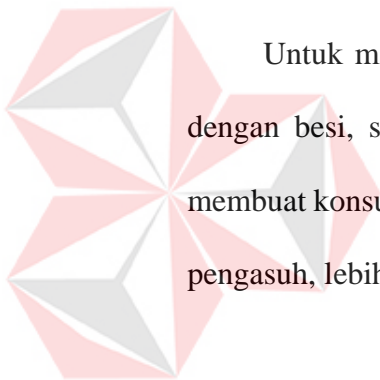 Untuk m
dengan besi, s
membuat konsu
pengasuh, lebih